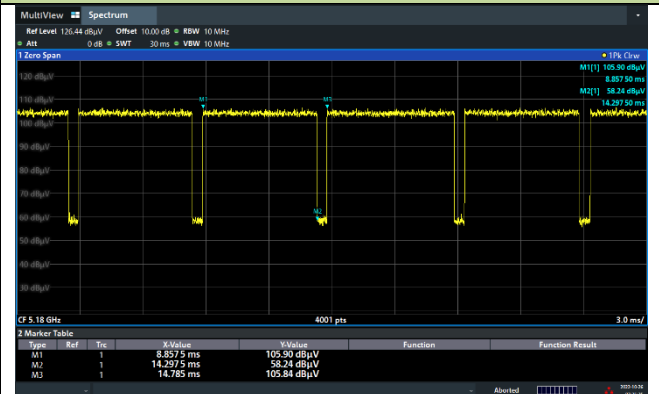 MultiView Spectrum
Ref Level 126.44 dBµV Offset 10.00 dB RBW 10 MHz
Att 0 dB SWT 30 ms VBW 10 MHz
1 Zero Span 1Pk Clrw
M1[1] 105.90 dBµV
8.857 50 ms
M2[1] 58.24 dBµV
14.297 50 ms
120 dBµV
110 dBµV
M1 M3
100 dBµV
90 dBµV
80 dBµV
70 dBµV
60 dBµV
M2
50 dBµV
40 dBµV
30 dBµV
CF 5.18 GHz 4001 pts 3.0 ms/
2 Marker Table
Type Ref Trc X-Value Y-Value Function Function Result
M1 1 8.8575 ms 105.90 dBµV
M2 1 14.2975 ms 58.24 dBµV
M3 1 14.785 ms 105.84 dBµV
Aborted